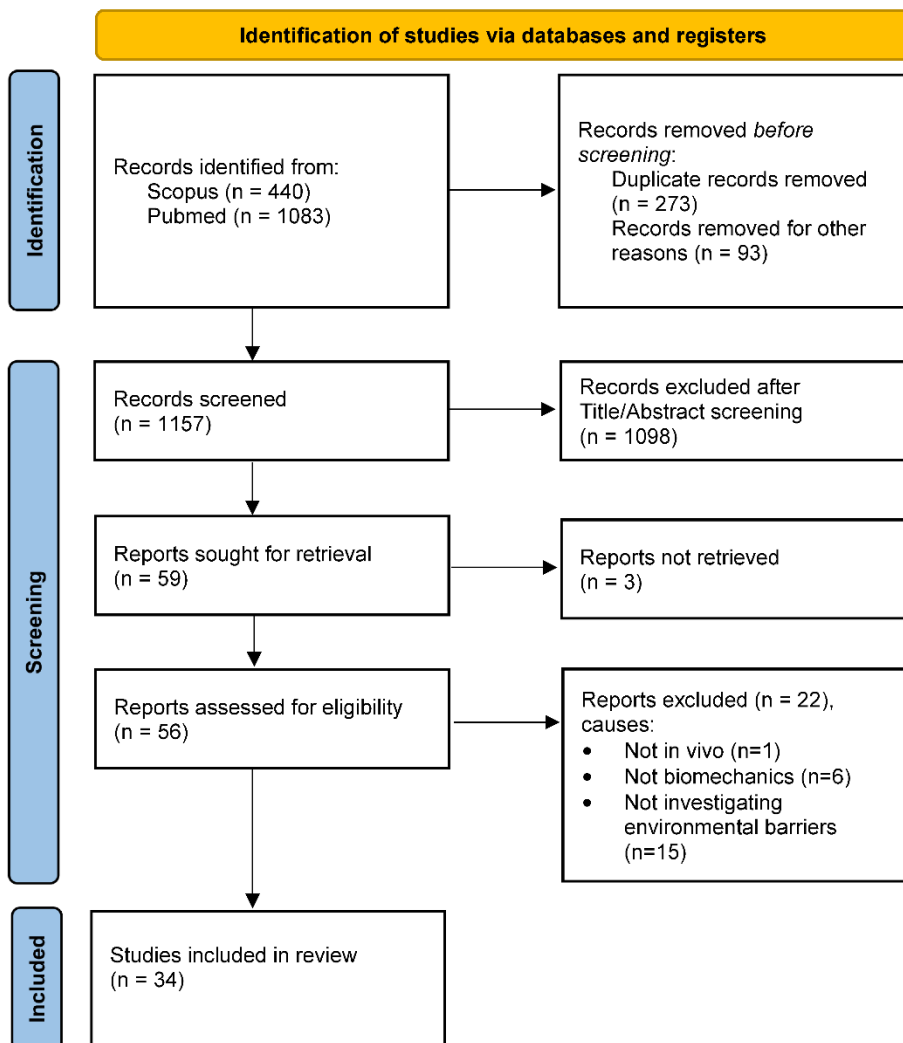 Identification of studies via databases and registers
Identification
Records identified from:
Scopus (n = 440)
Pubmed (n = 1083)
Records removed before
screening:
Duplicate records removed
(n = 273)
Records removed for other
reasons (n = 93)
Screening
Records screened
(n = 1157)
Records excluded after
Title/Abstract screening
(n = 1098)
Reports sought for retrieval
(n = 59)
Reports not retrieved
(n = 3)
Reports assessed for eligibility
(n = 56)
Reports excluded (n = 22),
causes:
• Not in vivo (n=1)
• Not biomechanics (n=6)
• Not investigating
environmental barriers
(n=15)
Included
Studies included in review
(n = 34)